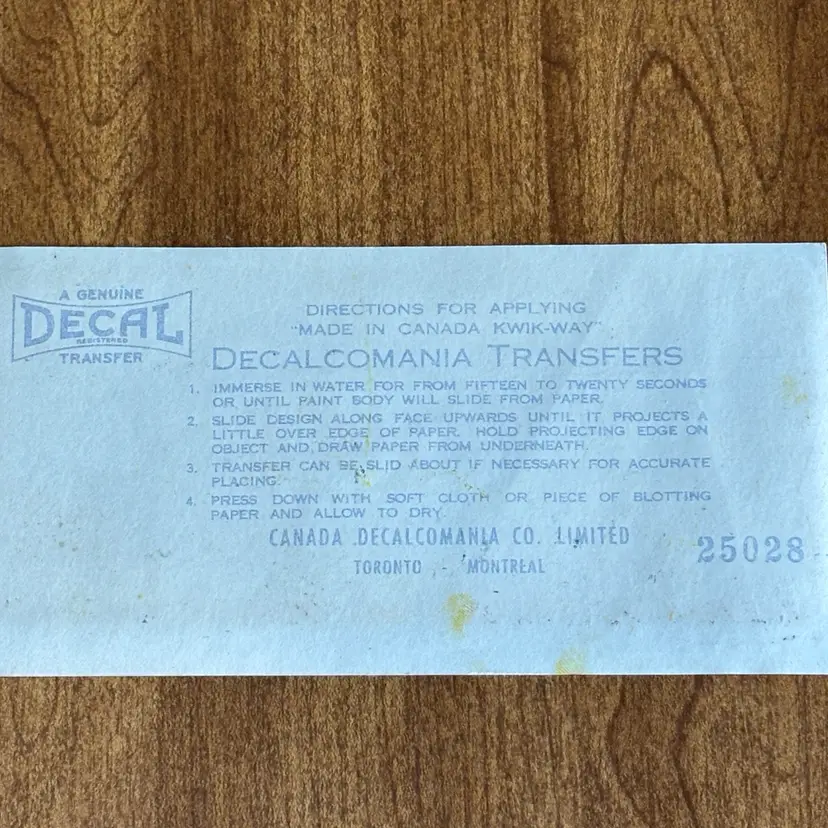 A GENUINE
DECAL
REGISTERED
TRANSFER
DIRECTIONS FOR APPLYING
"MADE IN CANADA KWIK-WAY"
DECALCOMANIA TRANSFERS
1. IMMERSE IN WATER FOR FROM FIFTEEN TO TWENTY SECONDS
OR UNTIL PAINT BODY WILL SLIDE FROM PAPER.
2. SLIDE DESIGN ALONG FACE UPWARDS UNTIL IT PROJECTS A
LITTLE OVER EDGE OF PAPER. HOLD PROJECTING EDGE ON
OBJECT AND DRAW PAPER FROM UNDERNEATH.
3. TRANSFER CAN BE SLID ABOUT IF NECESSARY FOR ACCURATE
PLACING.
4. PRESS DOWN WITH SOFT CLOTH OR PIECE OF BLOTTING
PAPER AND ALLOW TO DRY.
CANADA DECALCOMANIA CO. LIMITED
TORONTO - MONTREAL
25028